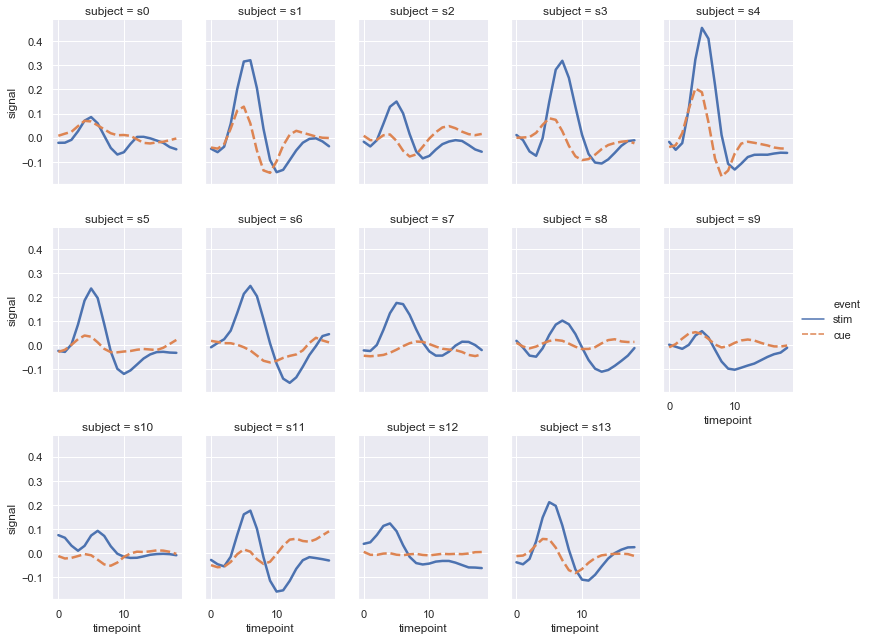 subject = s0 subject = s1 subject = s2 subject = s3 subject = s4
0.4
0.3
0.2
0.1
0.0
−0.1
signal
subject = s5 subject = s6 subject = s7 subject = s8 subject = s9
0.4
0.3
0.2
0.1
0.0
−0.1
signal
0 10
timepoint
event
stim
cue
subject = s10 subject = s11 subject = s12 subject = s13
0.4
0.3
0.2
0.1
0.0
−0.1
signal
0 10 0 10 0 10 0 10
timepoint timepoint timepoint timepoint